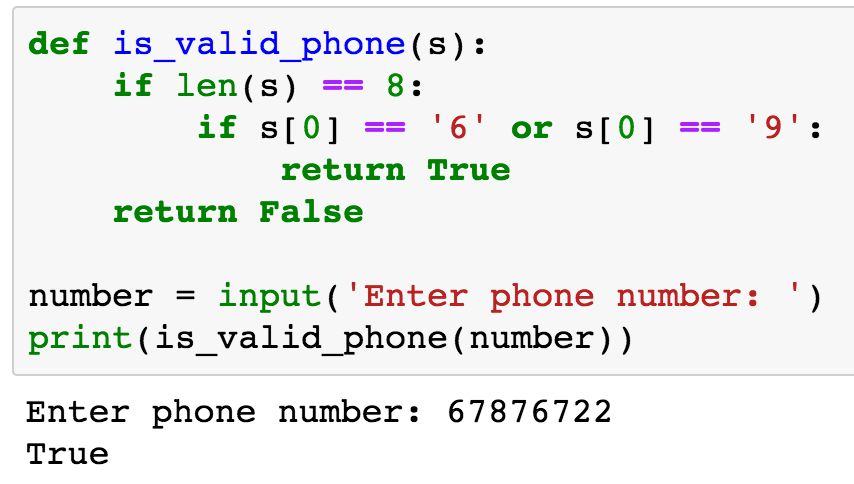 def is_valid_phone(s):
    if len(s) == 8:
        if s[0] == '6' or s[0] == '9':
            return True
    return False

number = input('Enter phone number: ')
print(is_valid_phone(number))
Enter phone number: 67876722
True